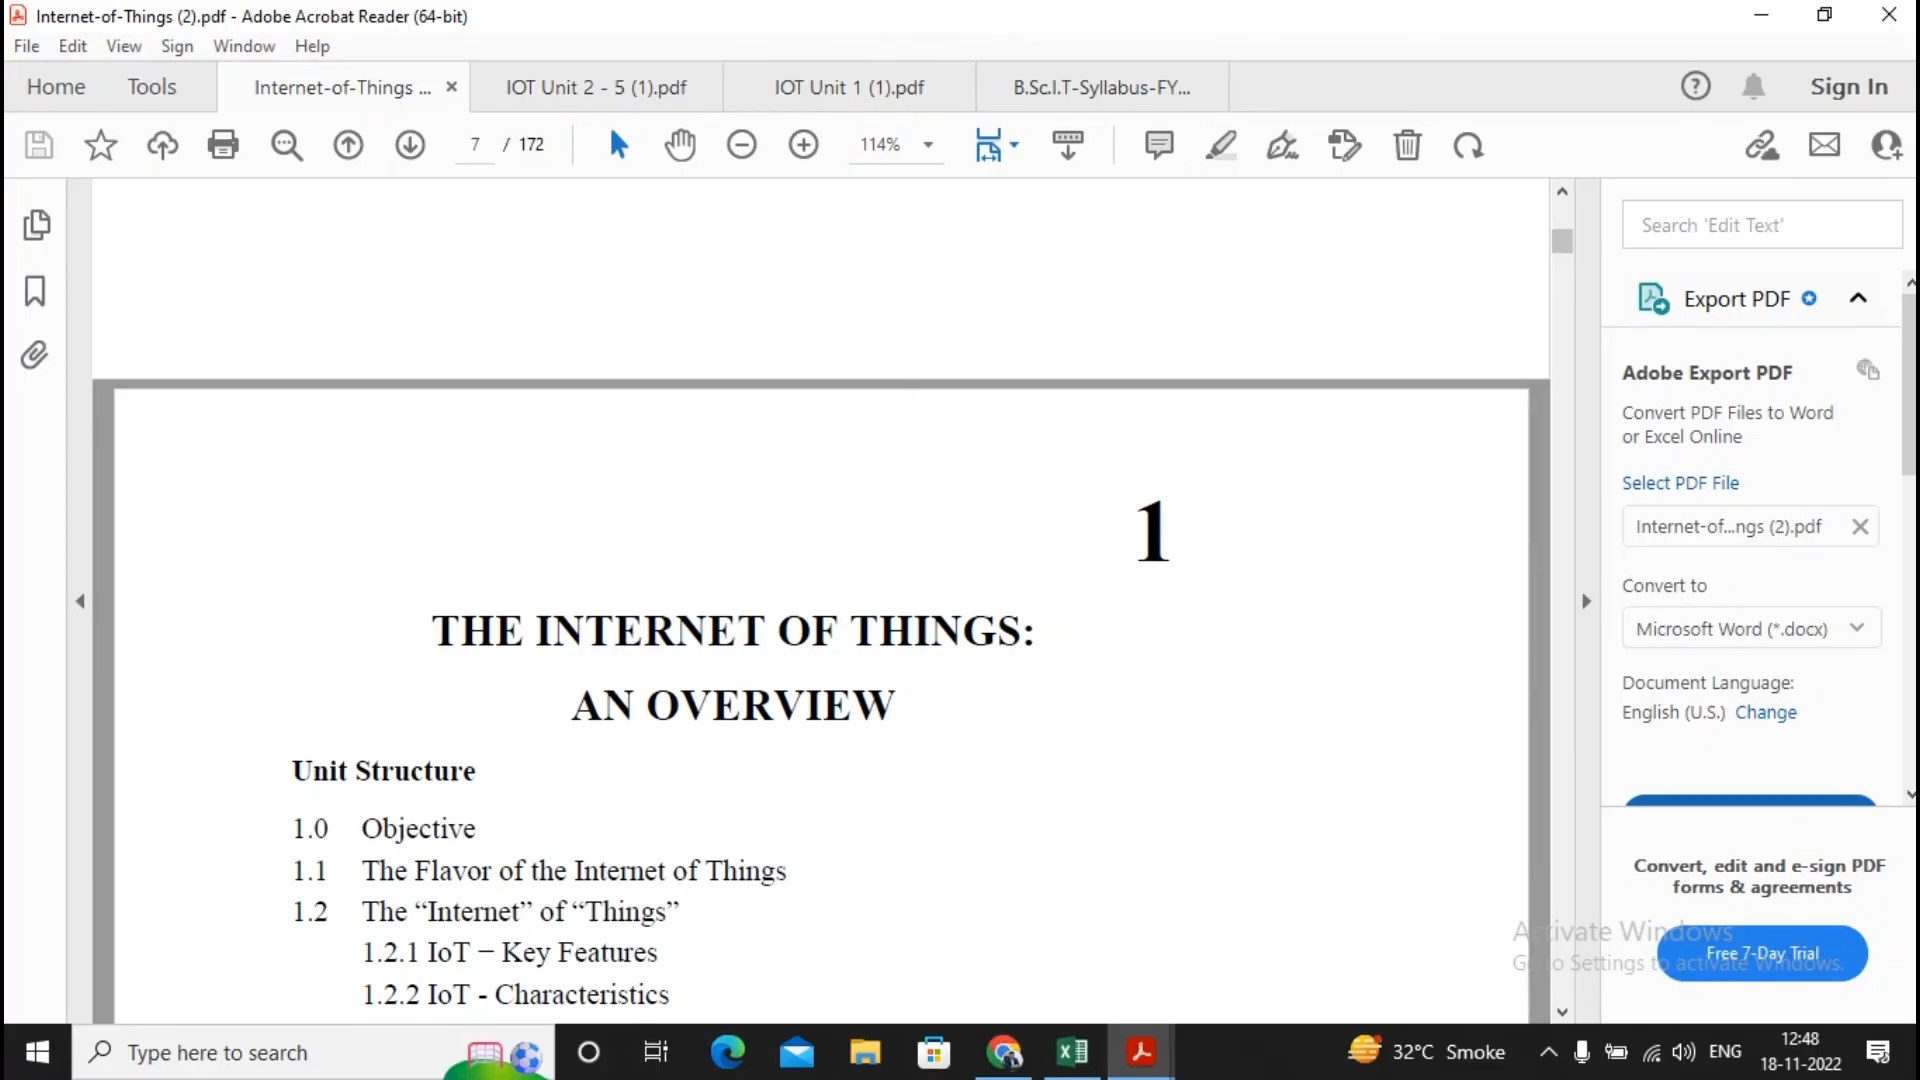 Internet-of-Things (2).pdf - Adobe Acrobat Reader (64-bit)
File Edit View Sign Window Help
Home Tools Internet-of-Things ... IOT Unit 2 - 5 (1).pdf IOT Unit 1 (1).pdf B.Sc.I.T-Syllabus-FY... Sign In
7 / 172 114%
Search 'Edit Text'
Export PDF
Adobe Export PDF
Convert PDF Files to Word
or Excel Online
Select PDF File
Internet-of...ngs (2).pdf
Convert to
Microsoft Word (*.docx)
Document Language:
English (U.S.) Change
Convert, edit and e-sign PDF
forms & agreements
Free 7-Day Trial
1
THE INTERNET OF THINGS:
AN OVERVIEW
Unit Structure
1.0 Objective
1.1 The Flavor of the Internet of Things
1.2 The “Internet” of “Things”
1.2.1 IoT − Key Features
1.2.2 IoT - Characteristics
Activate Windows
Go to Settings to activate Windows.
Type here to search
32°C Smoke
ENG
12:48
18-11-2022